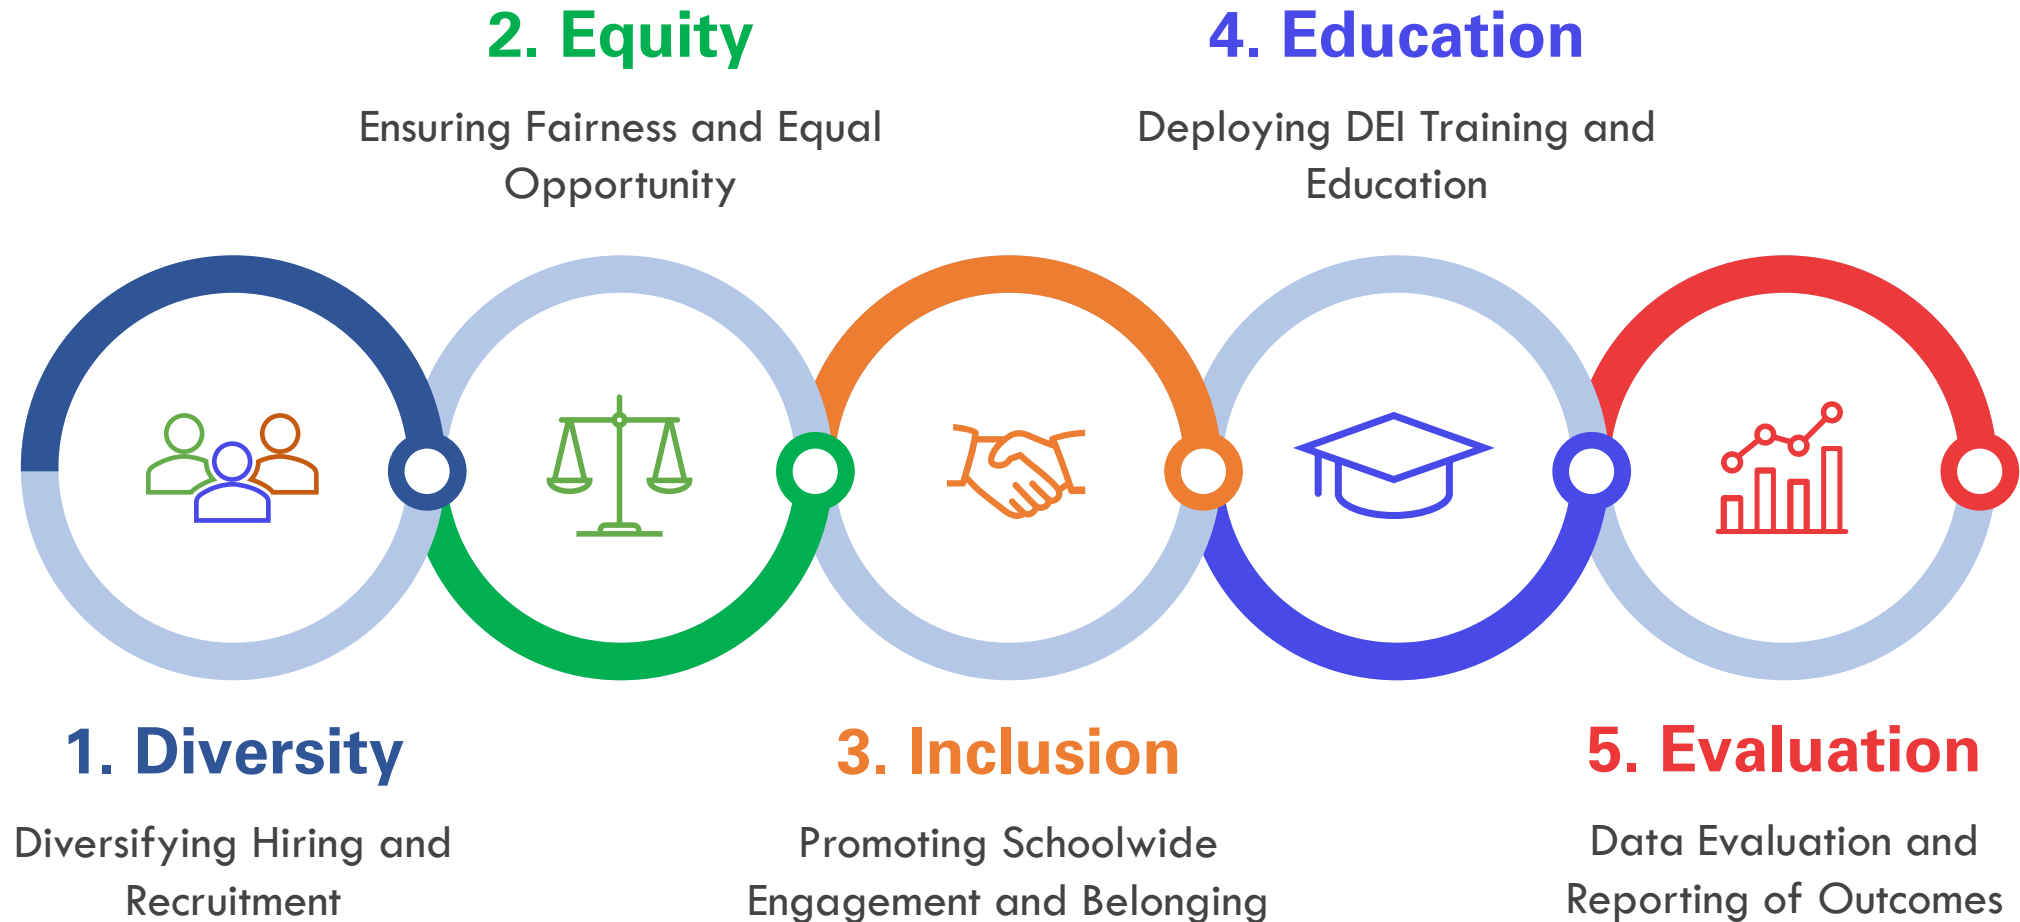 2. Equity
Ensuring Fairness and Equal
Opportunity
4. Education
Deploying DEI Training and
Education
1. Diversity
Diversifying Hiring and
Recruitment
3. Inclusion
Promoting Schoolwide
Engagement and Belonging
5. Evaluation
Data Evaluation and
Reporting of Outcomes